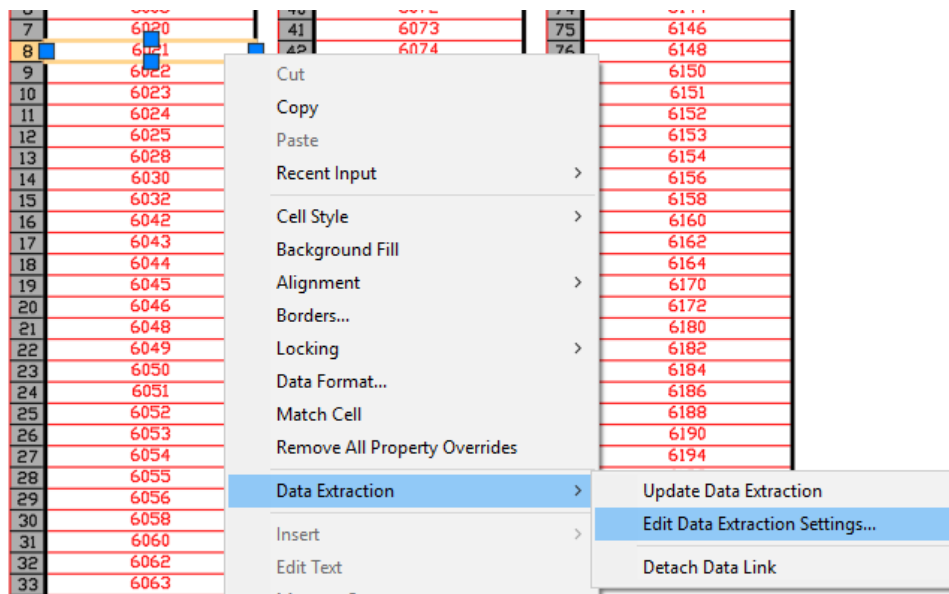 7 6020
8 6021
9 6022
10 6023
11 6024
12 6025
13 6028
14 6030
15 6032
16 6042
17 6043
18 6044
19 6045
20 6046
21 6048
22 6049
23 6050
24 6051
25 6052
26 6053
27 6054
28 6055
29 6056
30 6058
31 6060
32 6062
33 6063
41 6073
42 6074
75 6146
76 6148
6150
6151
6152
6153
6154
6156
6158
6160
6162
6164
6170
6172
6180
6182
6184
6186
6188
6190
6194
Cut
Copy
Paste
Recent Input
Cell Style
Background Fill
Alignment
Borders...
Locking
Data Format...
Match Cell
Remove All Property Overrides
Data Extraction
Insert
Edit Text
Update Data Extraction
Edit Data Extraction Settings...
Detach Data Link